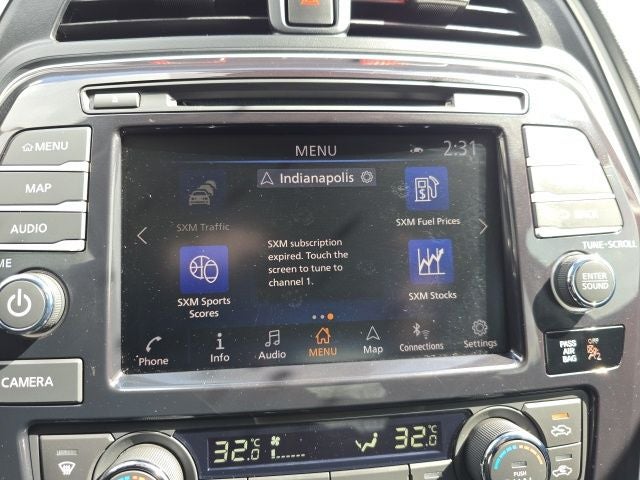 MENU
MAP
AUDIO
CAMERA
MENU
2:31
Indianapolis
SXM Traffic
SXM Fuel Prices
SXM subscription
expired. Touch the
screen to tune to
channel 1.
SXM Sports
Scores
SXM Stocks
Phone
Info
Audio
MENU
Map
Connections
Settings
BACK
TUNE•SCROLL
ENTER
SOUND
PASS
AIR
BAG
OFF
32.0°C
32.0°C
PUSH